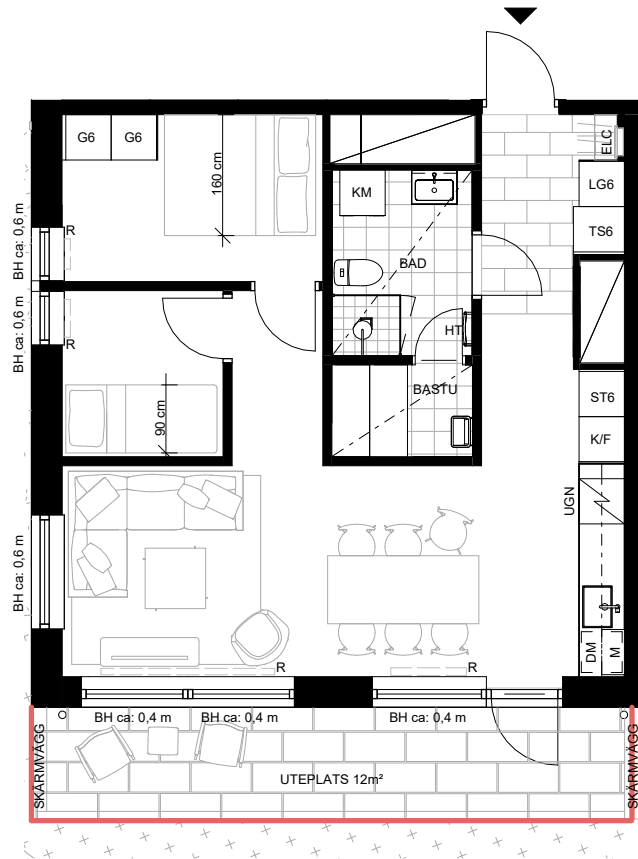 G6
G6
160 cm
KM
ELC
LG6
TS6
BH ca: 0,6 m
R
BAD
BH ca: 0,6 m
R
HT
90 cm
BASTU
ST6
K/F
UGN
BH ca: 0,6 m
DM
M
R
R
BH ca: 0,4 m
BH ca: 0,4 m
BH ca: 0,4 m
SKÄRMVÄGG
UTEPLATS 12m²
SKÄRMVÄGG